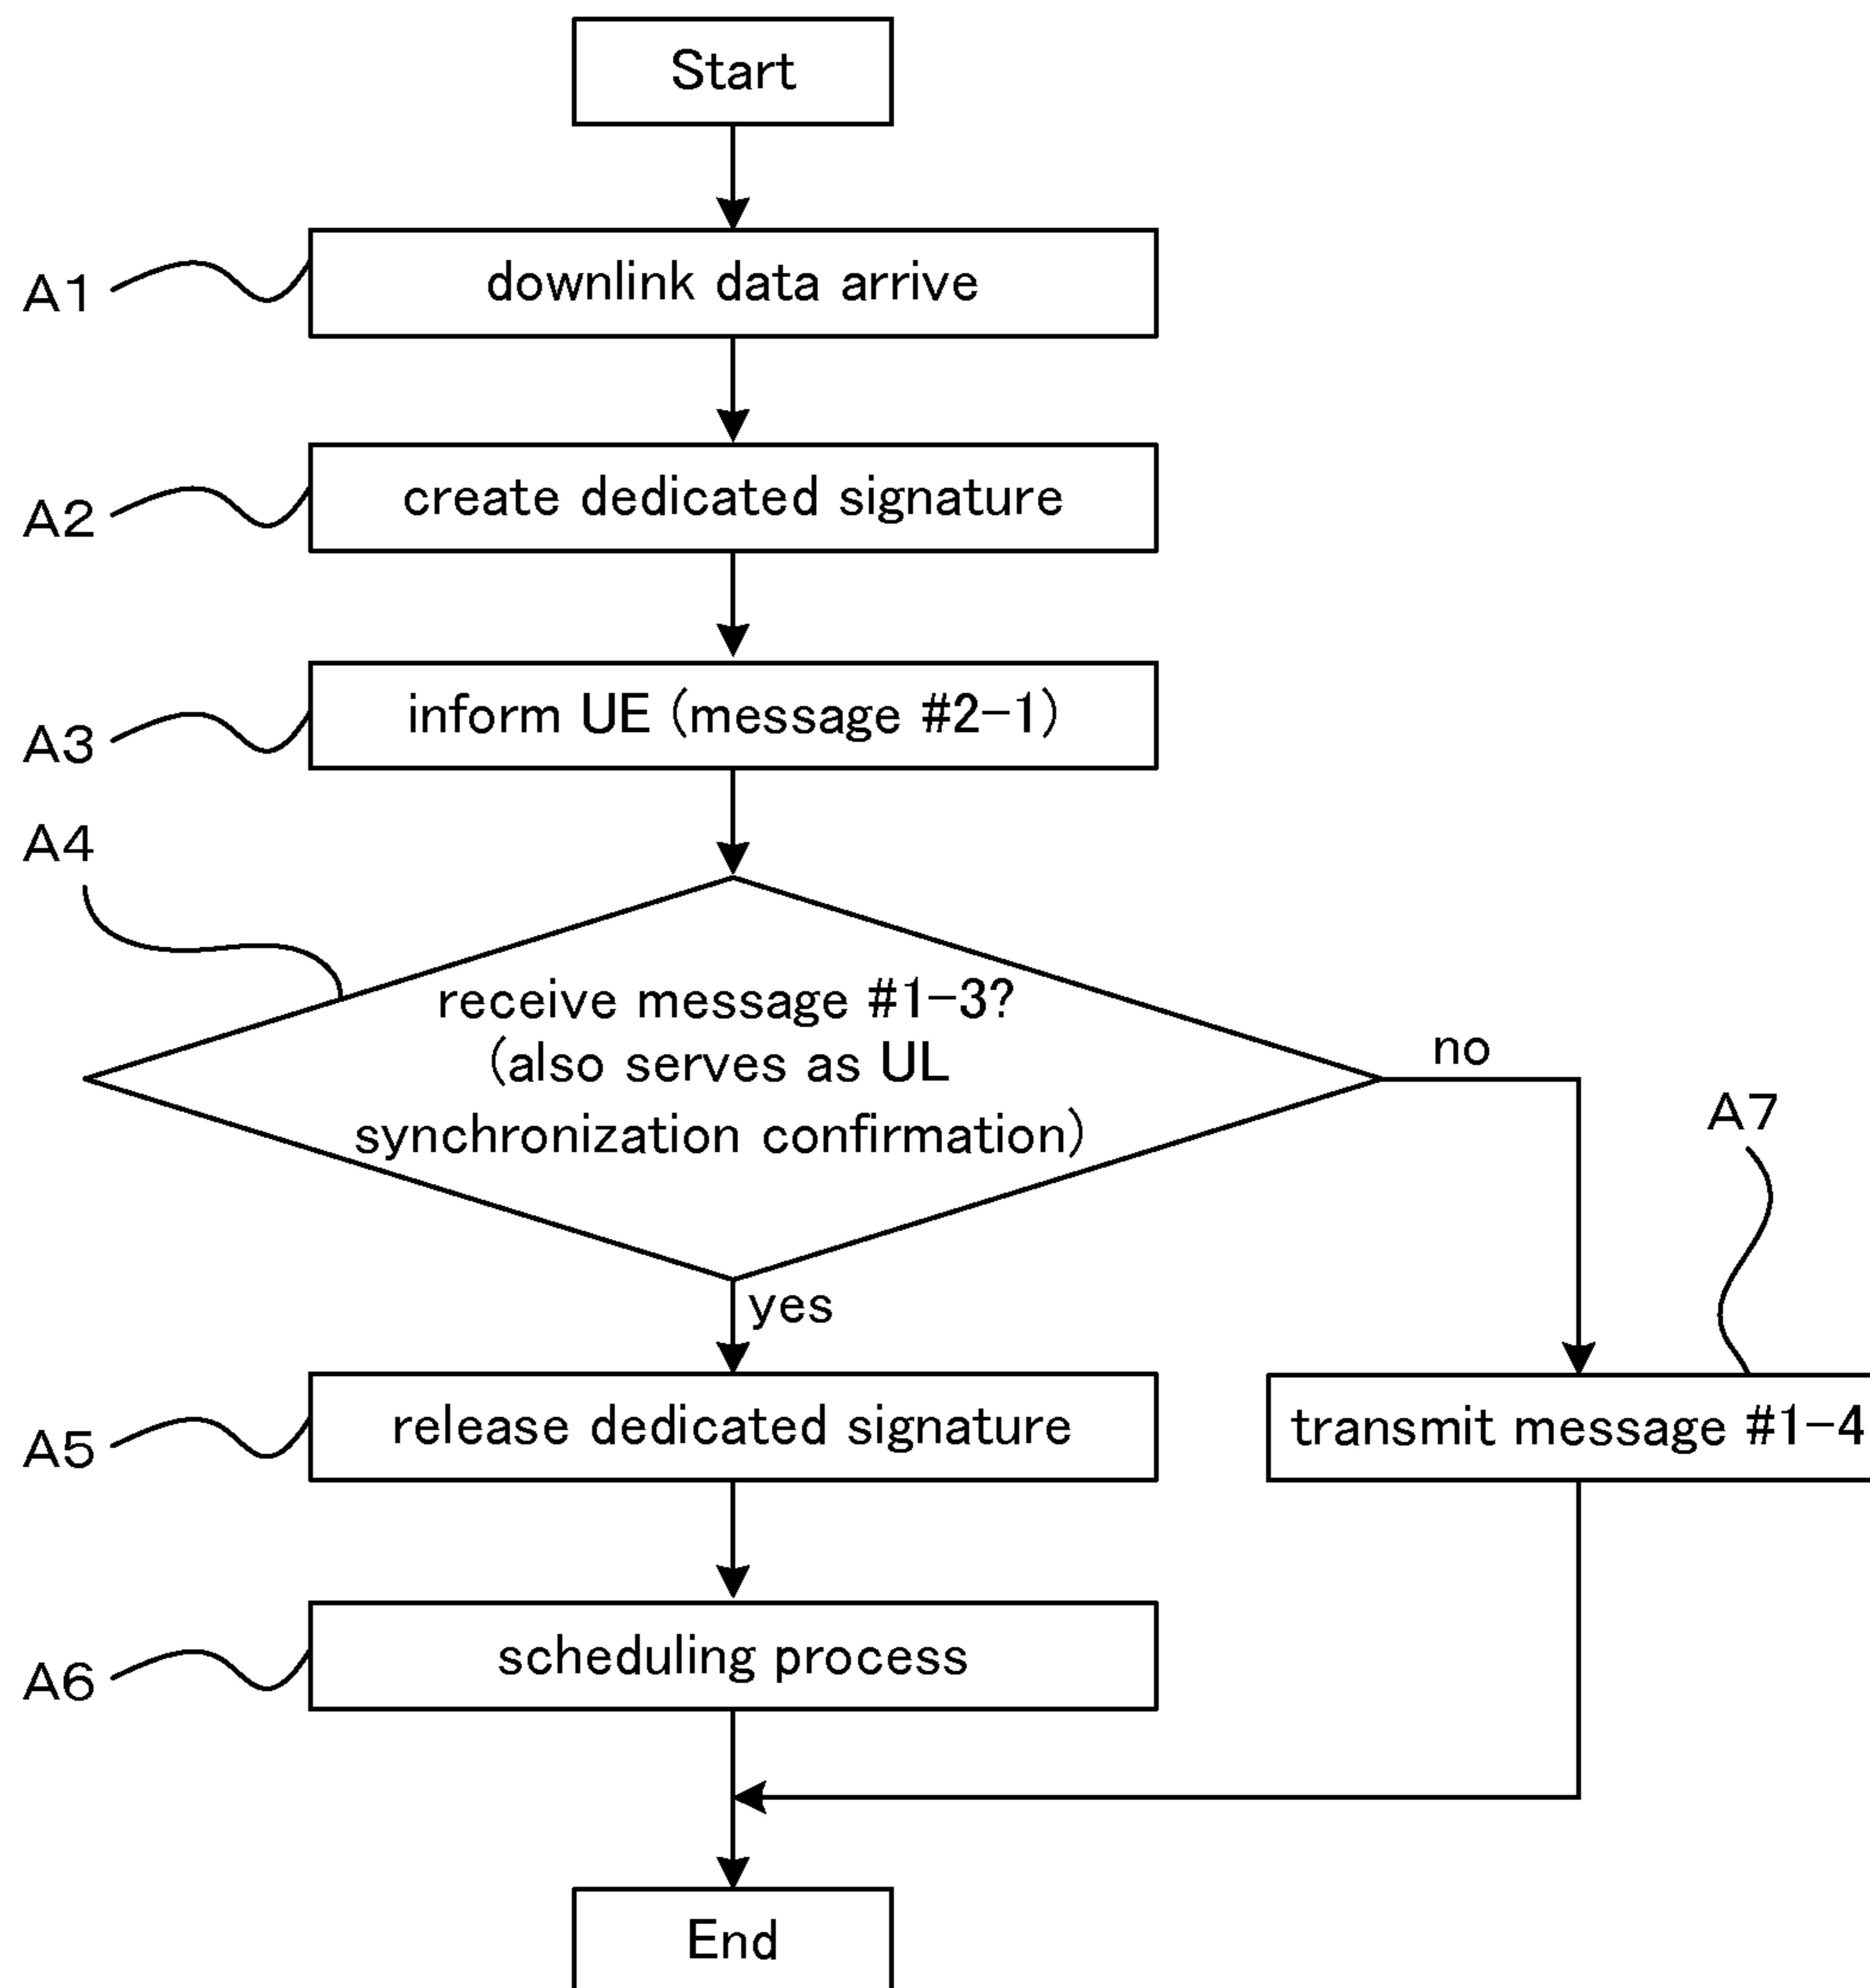 Start
A1
downlink data arrive
A2
create dedicated signature
A3
inform UE (message #2-1)
A4
receive message #1-3?
(also serves as UL
synchronization confirmation)
no
A7
yes
A5
release dedicated signature
transmit message #1-4
A6
scheduling process
End